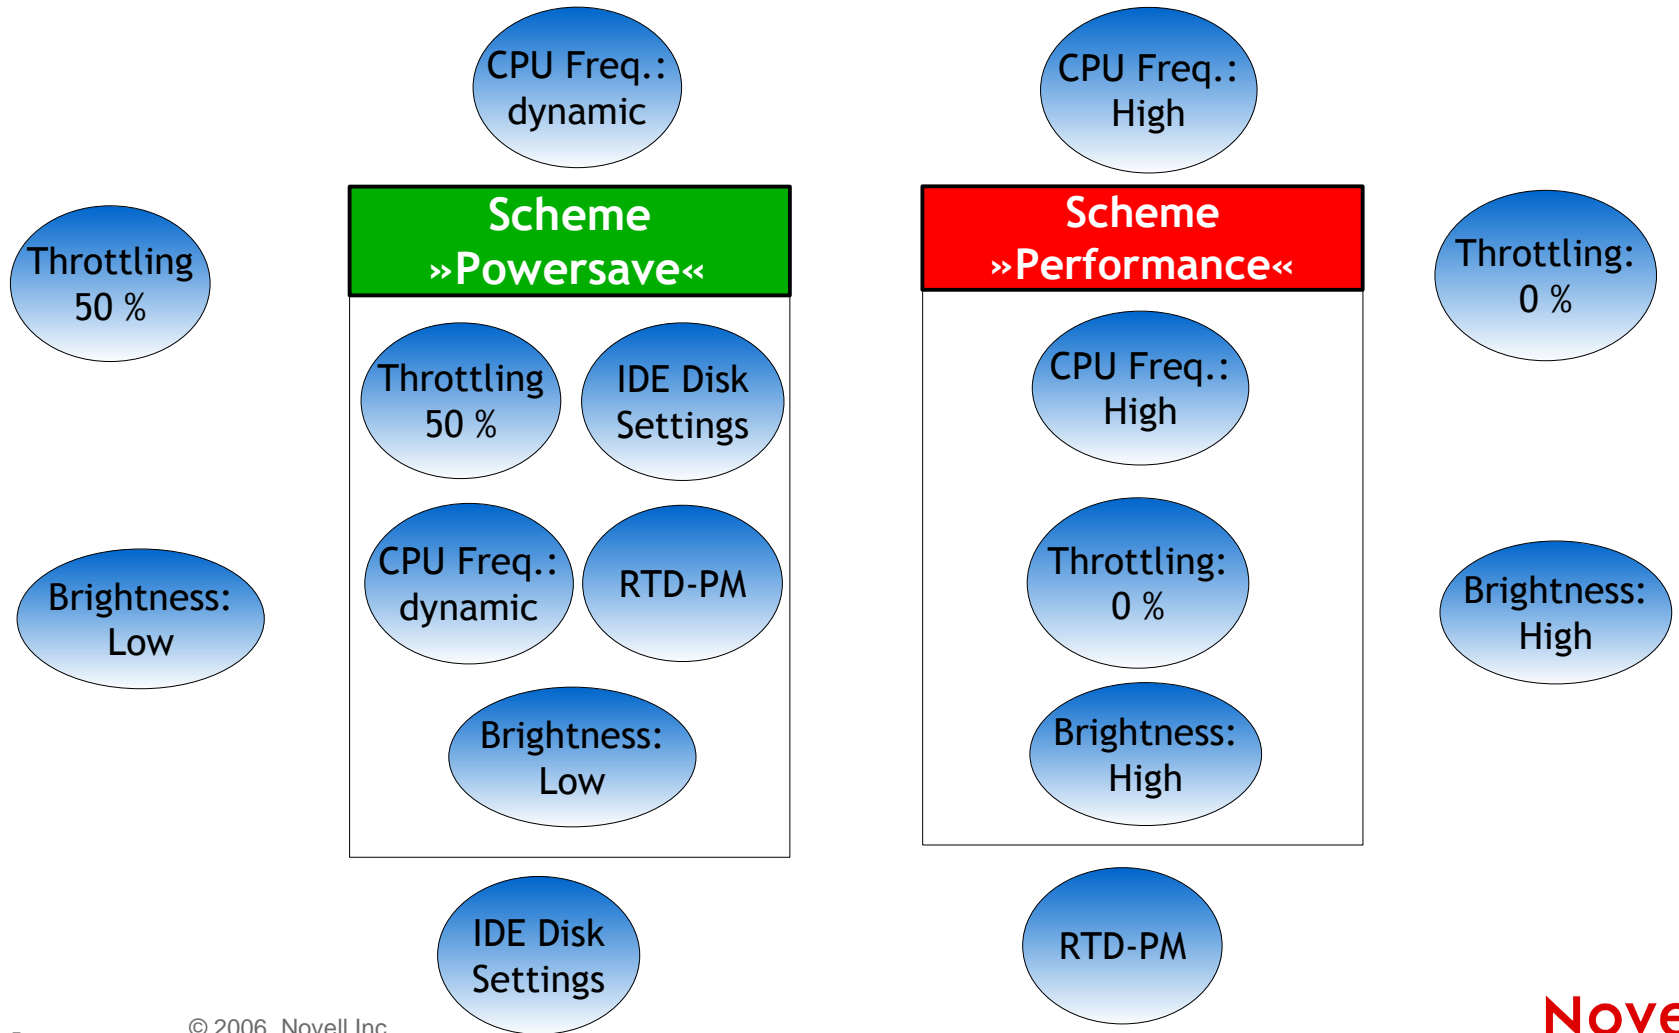 CPU Freq.:
dynamic
CPU Freq.:
High
Scheme
»Powersave«
Scheme
»Performance«
Throttling
50 %
Throttling:
0 %
Throttling
50 %
IDE Disk
Settings
CPU Freq.:
High
CPU Freq.:
dynamic
RTD-PM
Throttling:
0 %
Brightness:
Low
Brightness:
High
Brightness:
Low
Brightness:
High
IDE Disk
Settings
RTD-PM
© 2006, Novell Inc.